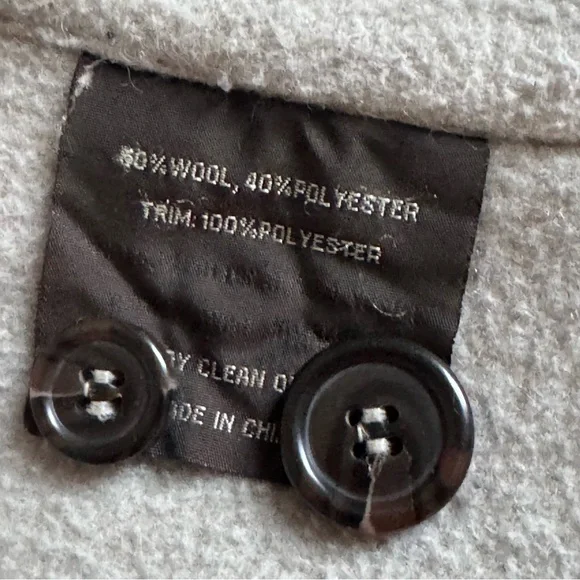 60%WOOL, 40%POLYESTER
TRIM: 100%POLYESTER
CLEAN
IN